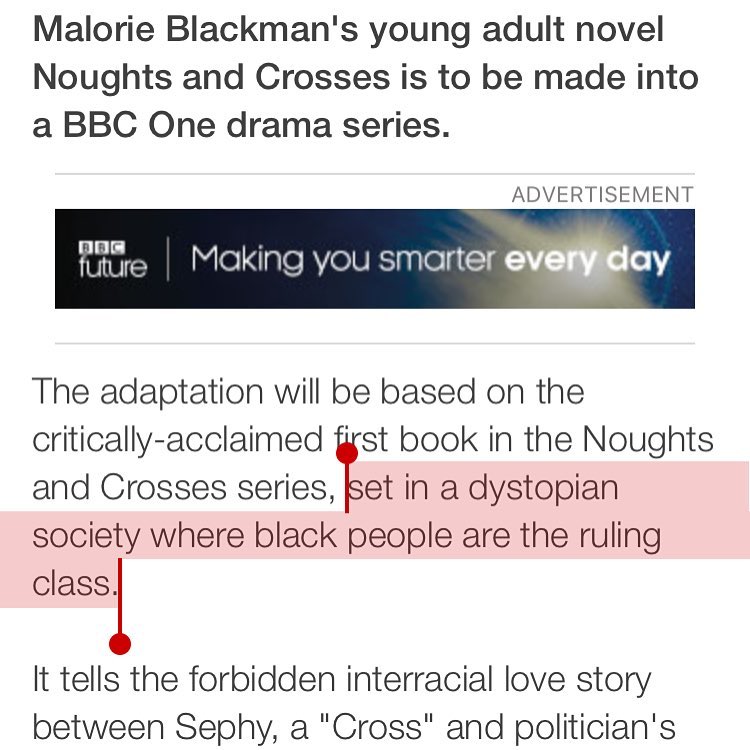 Malorie Blackman's young adult novel
Noughts and Crosses is to be made into
a BBC One drama series.
ADVERTISEMENT
BBC
future
Making you smarter every day
The adaptation will be based on the
critically-acclaimed first book in the Noughts
and Crosses series, set in a dystopian
society where black people are the ruling
class.
It tells the forbidden interracial love story
between Sephy, a "Cross" and politician's